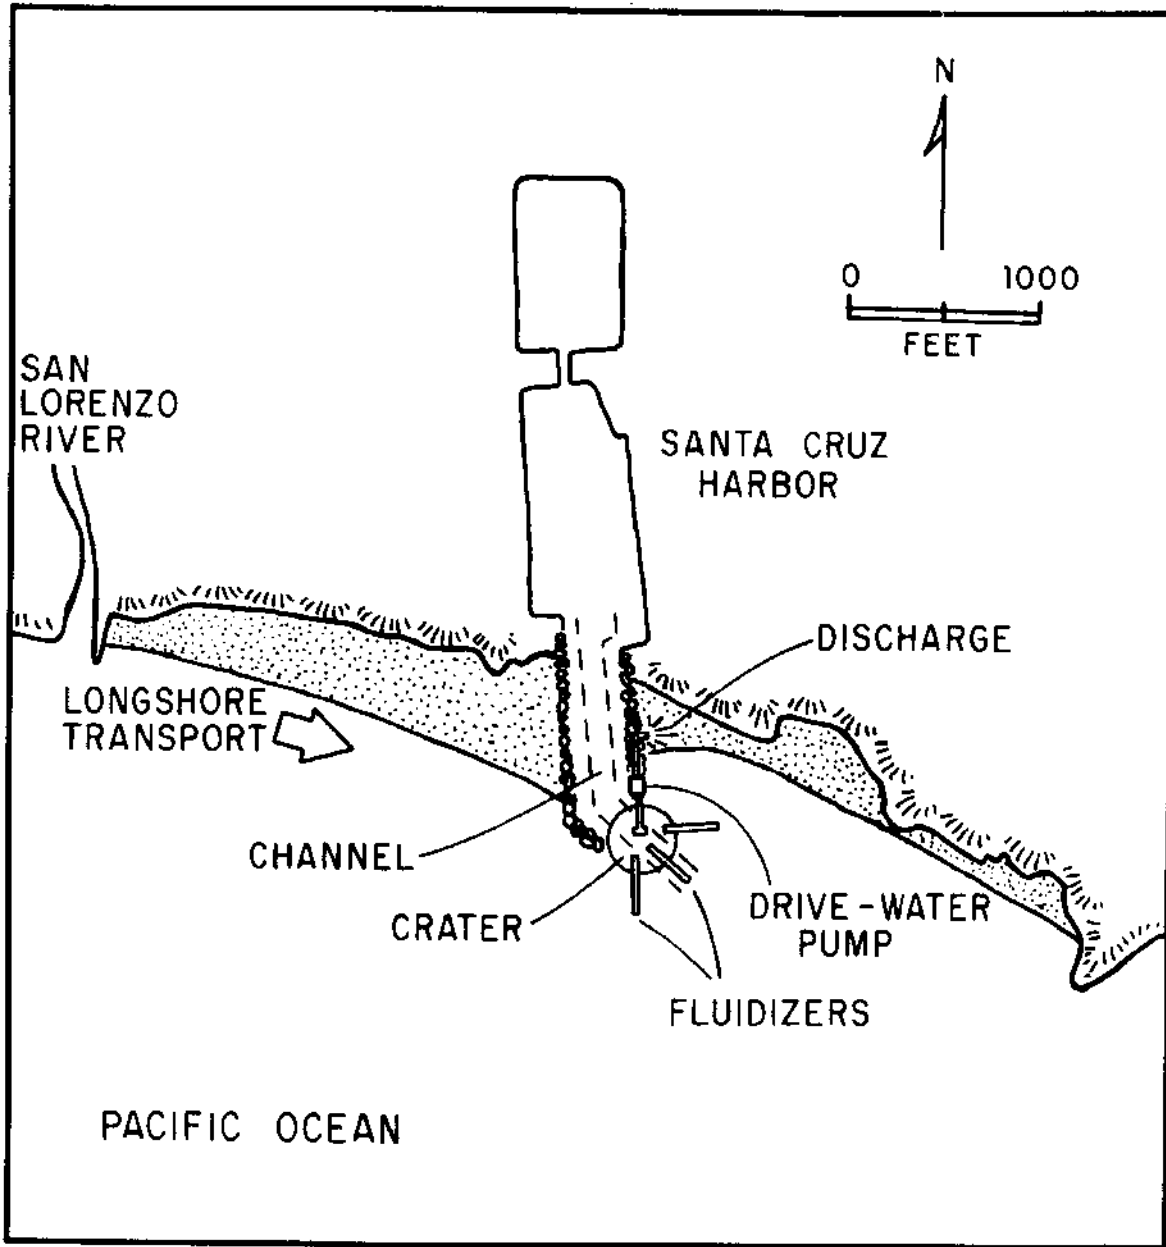 N
0 1000
FEET
SAN
LORENZO
RIVER
SANTA CRUZ
HARBOR
DISCHARGE
LONGSHORE
TRANSPORT
CHANNEL
CRATER
DRIVE-WATER
PUMP
FLUIDIZERS
PACIFIC OCEAN